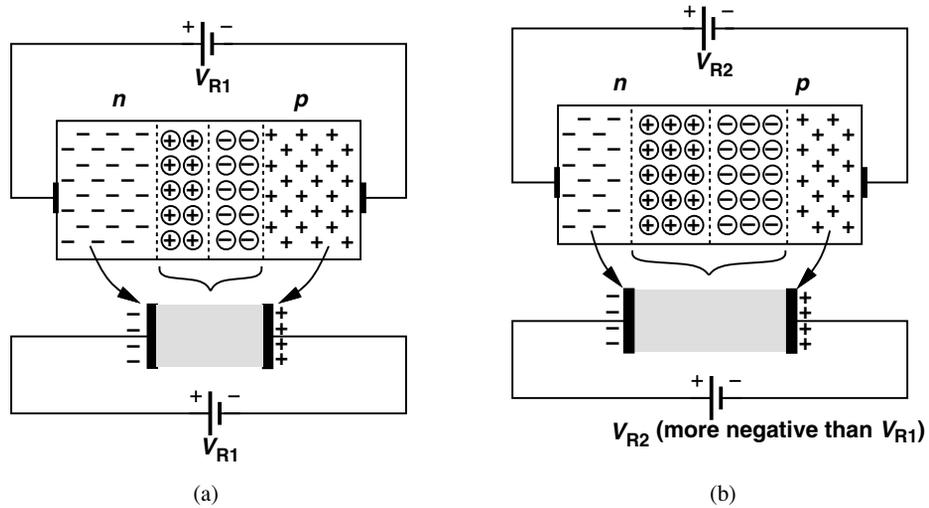 + −
V_R1
n p
+ −
V_R1
(a)
+ −
V_R2
n p
+ −
V_R2 (more negative than V_R1)
(b)